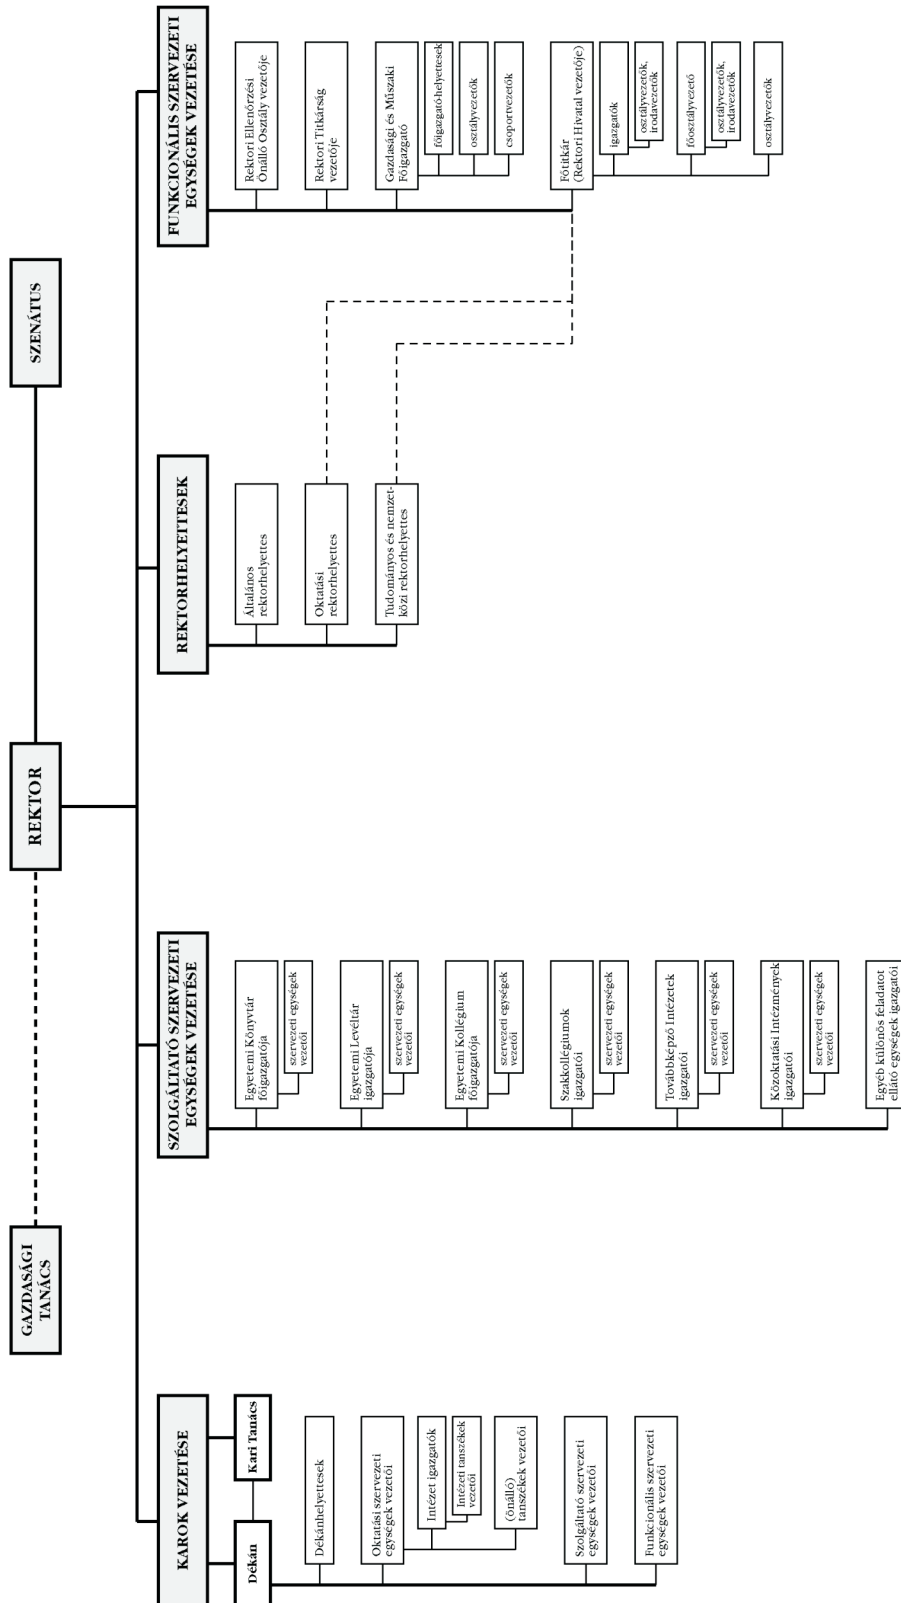 GAZDASÁGI
TANÁCS
REKTOR
SZENÁTUS
KAROK VEZETÉSE
Dékán
Kari Tanács
Dékánhelyettesek
Oktatási szervezeti
egységek vezetői
Intézet igazgatók
Intézeti tanszékek
vezetői
(önálló)
tanszékek vezetői
Szolgáltató szervezeti
egységek vezetői
Funkcionális szervezeti
egységek vezetői
SZOLGÁLTATÓ SZERVEZETI
EGYSÉGEK VEZETÉSE
Egyetemi Könyvtár
főigazgatója
szervezeti egységek
vezetői
Egyetemi Levéltár
igazgatója
szervezeti egységek
vezetői
Egyetemi Kollégium
főigazgatója
szervezeti egységek
vezetői
Szakkollégiumok
igazgatói
szervezeti egységek
vezetői
Továbbképző Intézetek
igazgatói
szervezeti egységek
vezetői
Közoktatási Intézmények
igazgatói
szervezeti egységek
vezetői
Egyéb különös feladatot
ellátó egységek igazgatói
REKTORHELYETTESEK
Általános
rektorhelyettes
Oktatási
rektorhelyettes
Tudományos és nemzet-
közi rektorhelyettes
FUNKCIONÁLIS SZERVEZETI
EGYSÉGEK VEZETÉSE
Rektori Ellenőrzési
Önálló Osztály vezetője
Rektori Titkárság
vezetője
Gazdasági és Műszaki
Főigazgató
főigazgató-helyettesek
osztályvezetők
csoportvezetők
Főtitkár
(Rektori Hivatal vezetője)
igazgatók
osztályvezetők,
irodavezetők
főosztályvezető
osztályvezetők,
irodavezetők
osztályvezetők